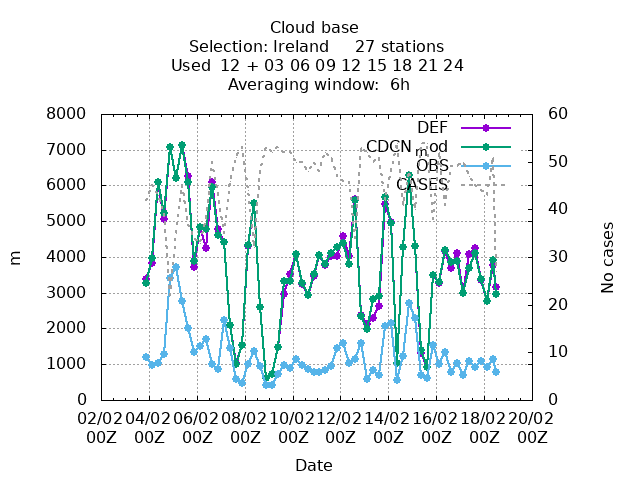 Cloud base
Selection: Ireland     27 stations
Used  12 + 03 06 09 12 15 18 21 24
Averaging window:  6h
8000 60
DEF
7000 50
CDCN_mod
OBS
6000 40
CASES
5000
4000 30
3000 20
2000
1000 10
0 0
m
No cases
02/02 04/02 06/02 08/02 10/02 12/02 14/02 16/02 18/02 20/02
00Z 00Z 00Z 00Z 00Z 00Z 00Z 00Z 00Z 00Z
Date